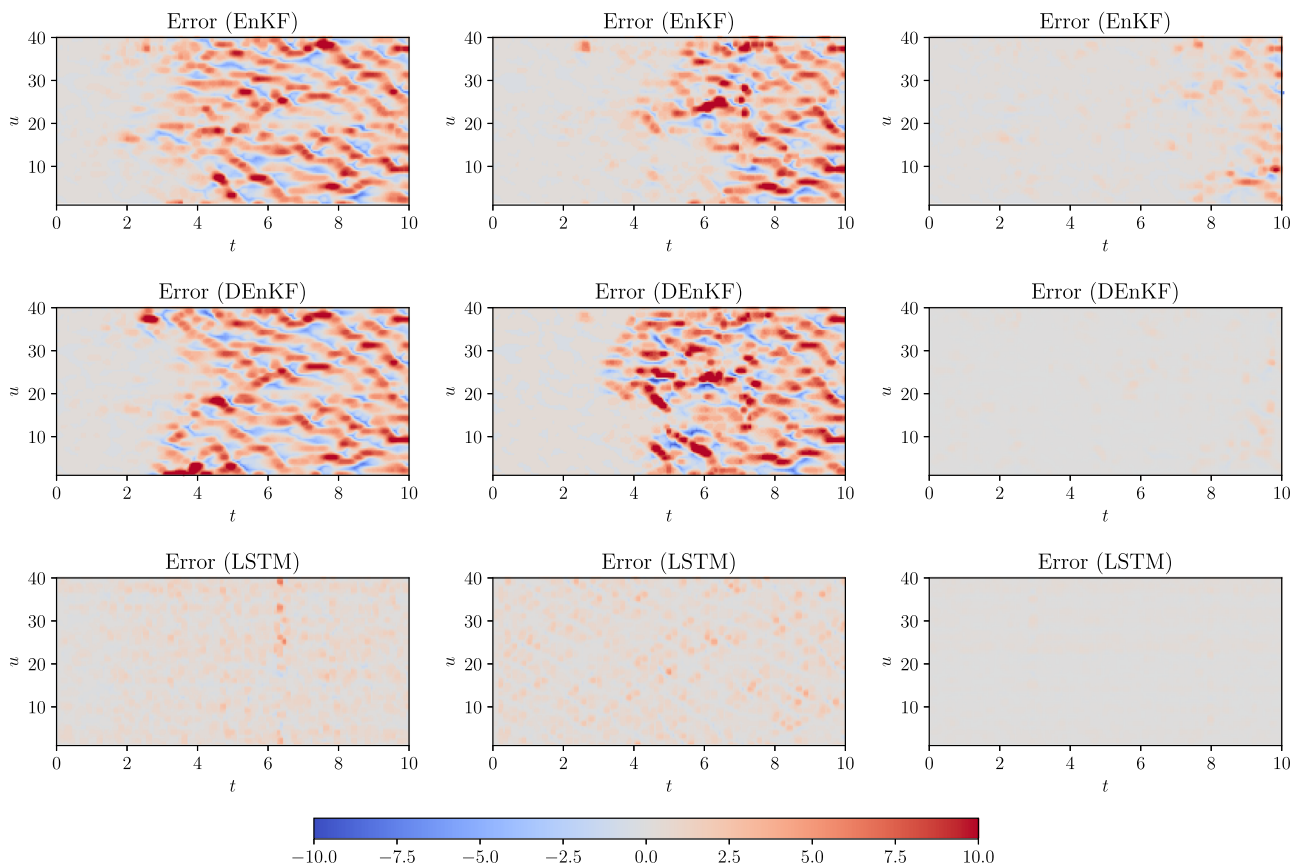 Error (EnKF) Error (EnKF) Error (EnKF)
40 40 40
30 30 30
u u u
20 20 20
10 10 10
0 2 4 6 8 10 0 2 4 6 8 10 0 2 4 6 8 10
t t t
Error (DEnKF) Error (DEnKF) Error (DEnKF)
40 40 40
30 30 30
u u u
20 20 20
10 10 10
0 2 4 6 8 10 0 2 4 6 8 10 0 2 4 6 8 10
t t t
Error (LSTM) Error (LSTM) Error (LSTM)
40 40 40
30 30 30
u u u
20 20 20
10 10 10
0 2 4 6 8 10 0 2 4 6 8 10 0 2 4 6 8 10
t t t
−10.0 −7.5 −5.0 −2.5 0.0 2.5 5.0 7.5 10.0